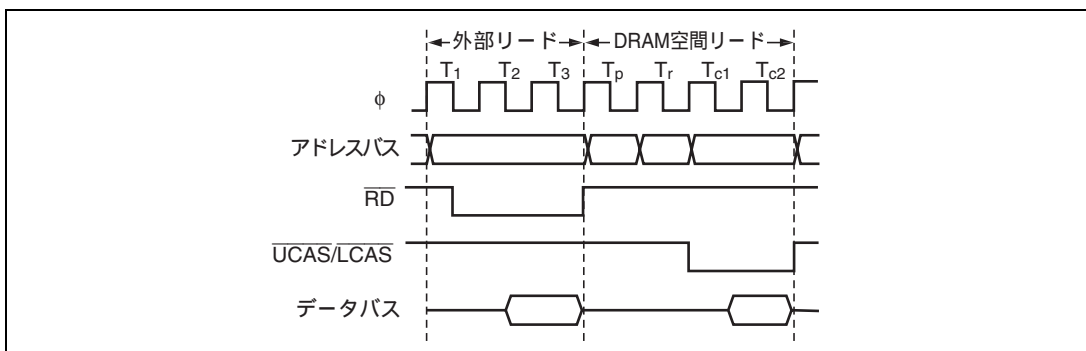 外部リード DRAM空間リード
T1 T2 T3 Tp Tr Tc1 Tc2
φ
アドレスバス
RD
UCAS/LCAS
データバス